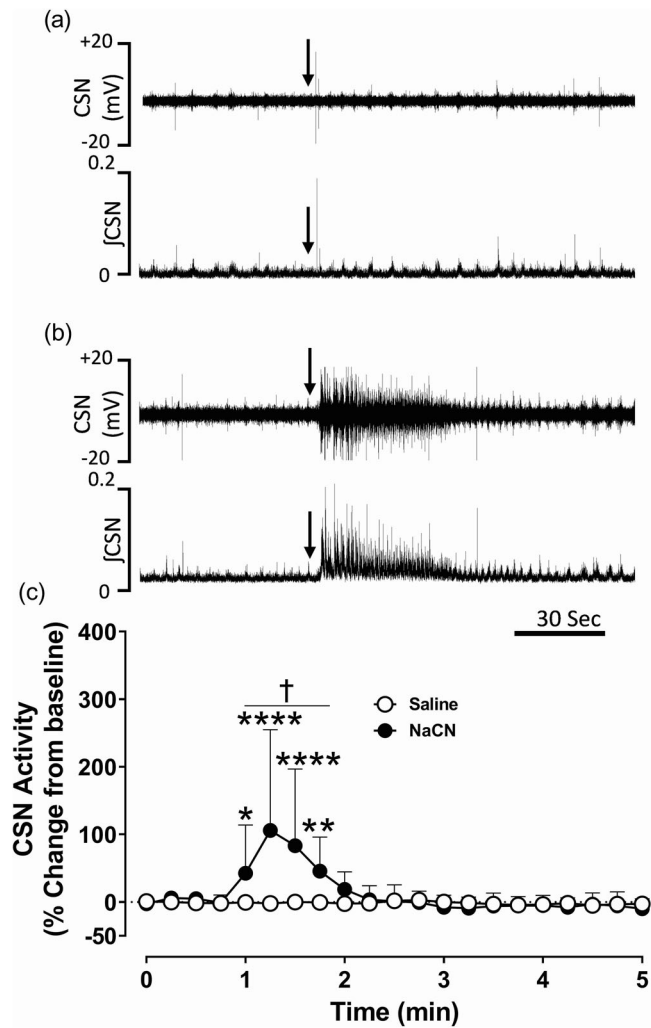 (a)
+20
CSN
(mV)
-20
0.2
∫CSN
0
(b)
+20
CSN
(mV)
-20
0.2
∫CSN
0
(c)
30 Sec
400
300
200
100
0
-50
CSN Activity
(% Change from baseline)
†
****
****
*
**
Saline
NaCN
0 1 2 3 4 5
Time (min)